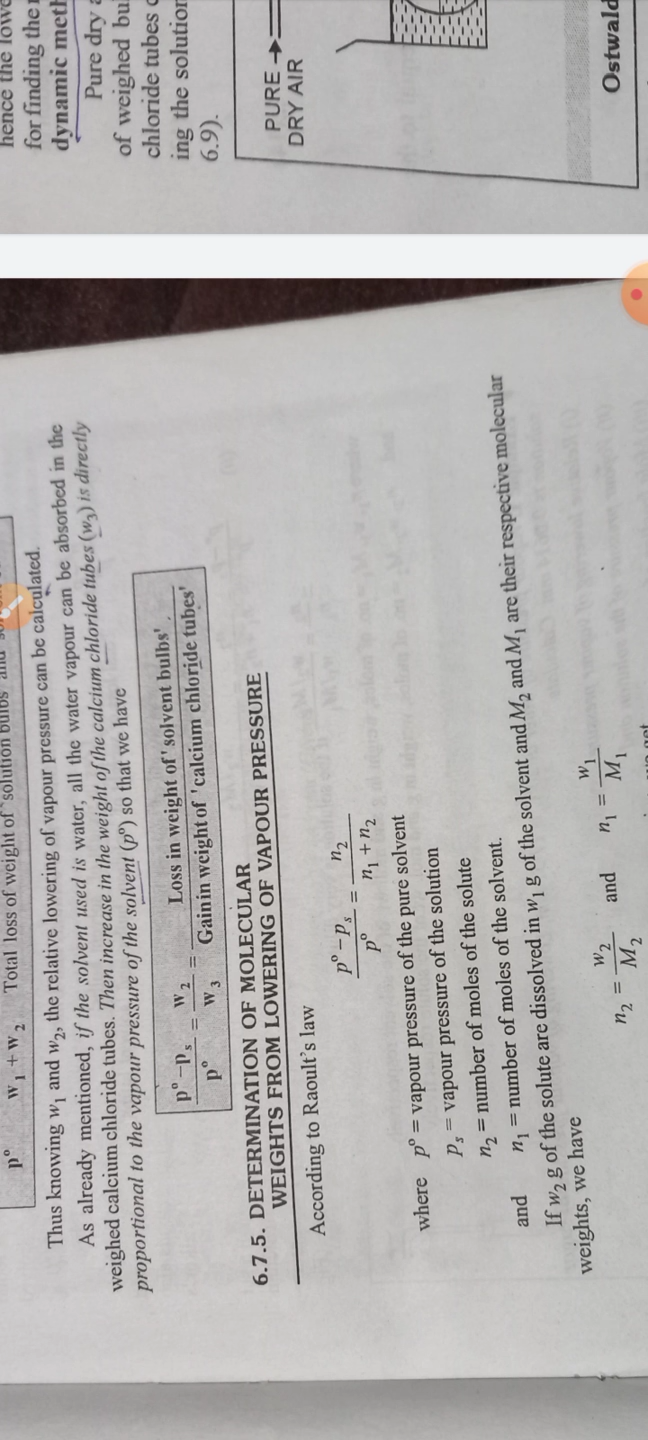 hence the lowe
for finding the
dynamic meth
Pure dry a
of weighed bul
chloride tubes
ing the solution
6.9).
PURE
DRY AIR
Ostwald
p° w₁ + w₂ Total loss of weight of 'solution bulbs' and
Thus knowing w₁ and w₂, the relative lowering of vapour pressure can be calculated.
As already mentioned, if the solvent used is water, all the water vapour can be absorbed in the
weighed calcium chloride tubes. Then increase in the weight of the calcium chloride tubes (w₃) is directly
proportional to the vapour pressure of the solvent (p°) so that we have
(p° – pₛ)/p° = w₂/w₃ = Loss in weight of 'solvent bulbs' / Gain in weight of 'calcium chloride tubes'
6.7.5. DETERMINATION OF MOLECULAR
WEIGHTS FROM LOWERING OF VAPOUR PRESSURE
According to Raoult's law
(p° – pₛ)/p° = n₂/(n₁ + n₂)
where p° = vapour pressure of the pure solvent
pₛ = vapour pressure of the solution
n₂ = number of moles of the solute
and n₁ = number of moles of the solvent.
If w₂ g of the solute are dissolved in w₁ g of the solvent and M₂ and M₁ are their respective molecular
weights, we have
n₂ = w₂/M₂ and n₁ = w₁/M₁